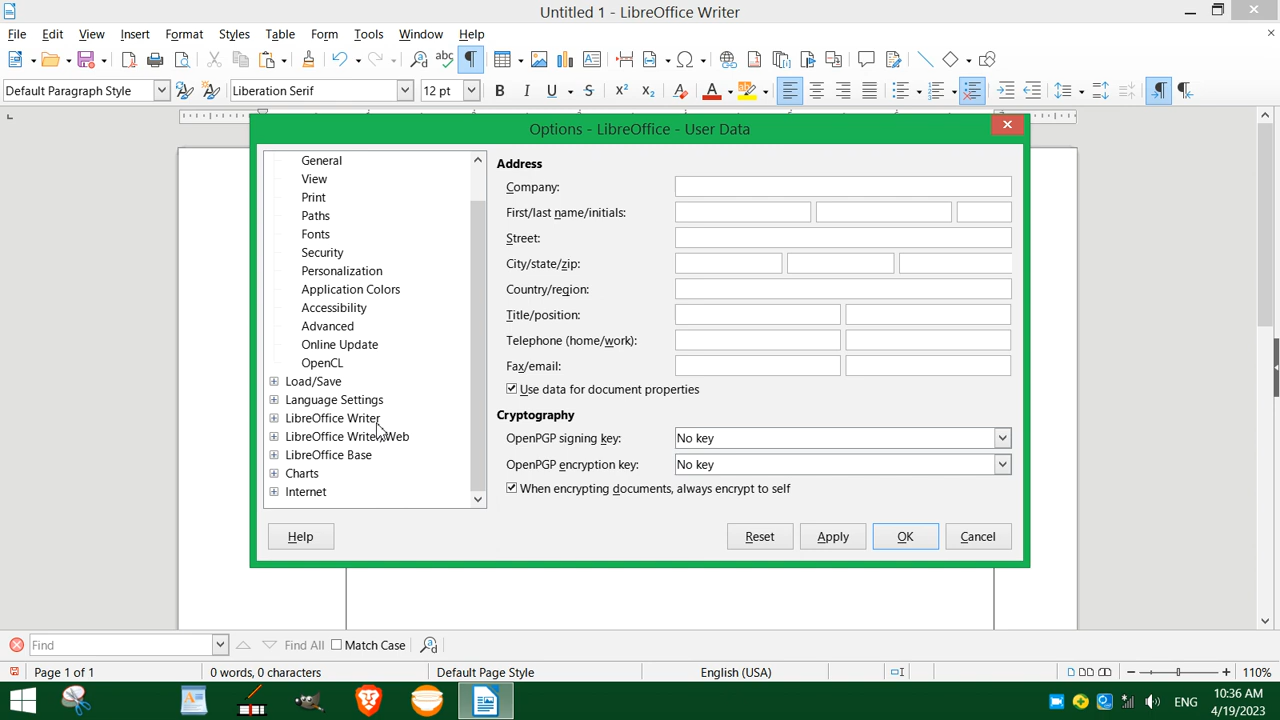 Untitled 1 - LibreOffice Writer
File Edit View Insert Format Styles Table Form Tools Window Help
Default Paragraph Style Liberation Serif 12 pt
Options - LibreOffice - User Data
General
View
Print
Paths
Fonts
Security
Personalization
Application Colors
Accessibility
Advanced
Online Update
OpenCL
Load/Save
Language Settings
LibreOffice Writer
LibreOffice Writer/Web
LibreOffice Base
Charts
Internet
Address
Company:
First/last name/initials:
Street:
City/state/zip:
Country/region:
Title/position:
Telephone (home/work):
Fax/email:
Use data for document properties
Cryptography
OpenPGP signing key: No key
OpenPGP encryption key: No key
When encrypting documents, always encrypt to self
Help Reset Apply OK Cancel
Find Find All Match Case
Page 1 of 1 0 words, 0 characters Default Page Style English (USA) 110%
ENG 10:36 AM
4/19/2023